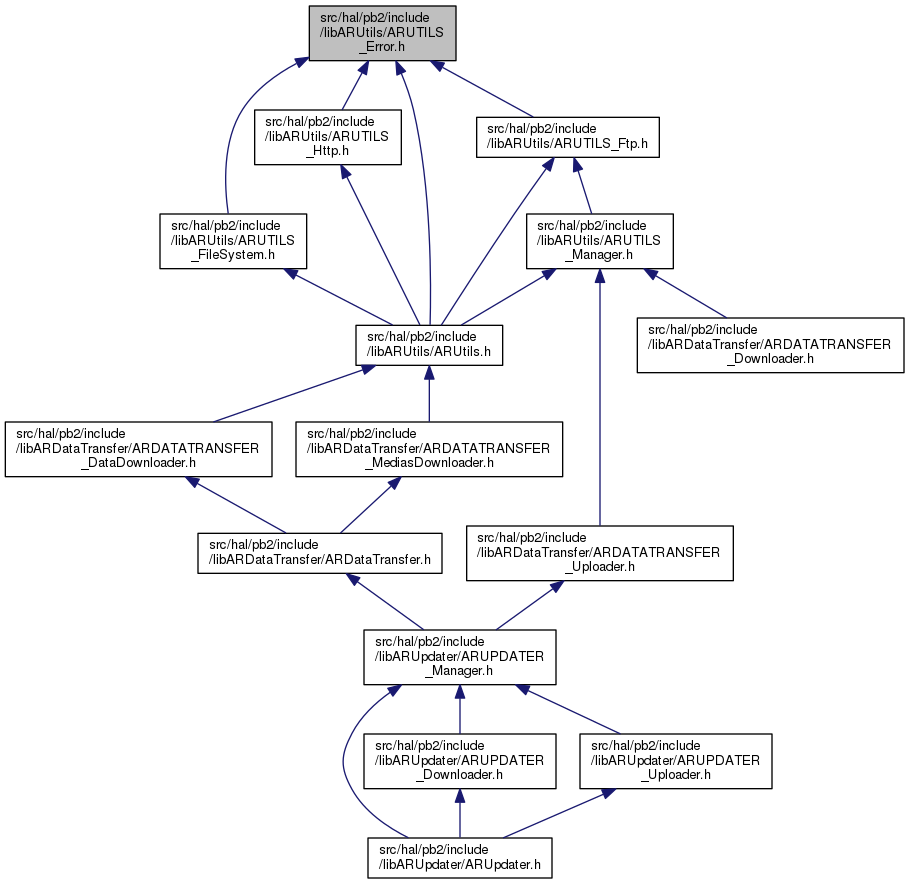 src/hal/pb2/include
/libARUtils/ARUTILS
_Error.h
src/hal/pb2/include
/libARUtils/ARUTILS
_Http.h
src/hal/pb2/include
/libARUtils/ARUTILS_Ftp.h
src/hal/pb2/include
/libARUtils/ARUTILS
_FileSystem.h
src/hal/pb2/include
/libARUtils/ARUTILS
_Manager.h
src/hal/pb2/include
/libARUtils/ARUtils.h
src/hal/pb2/include
/libARDataTransfer/ARDATATRANSFER
_Downloader.h
src/hal/pb2/include
/libARDataTransfer/ARDATATRANSFER
_DataDownloader.h
src/hal/pb2/include
/libARDataTransfer/ARDATATRANSFER
_MediasDownloader.h
src/hal/pb2/include
/libARDataTransfer/ARDataTransfer.h
src/hal/pb2/include
/libARDataTransfer/ARDATATRANSFER
_Uploader.h
src/hal/pb2/include
/libARUpdater/ARUPDATER
_Manager.h
src/hal/pb2/include
/libARUpdater/ARUPDATER
_Downloader.h
src/hal/pb2/include
/libARUpdater/ARUPDATER
_Uploader.h
src/hal/pb2/include
/libARUpdater/ARUpdater.h